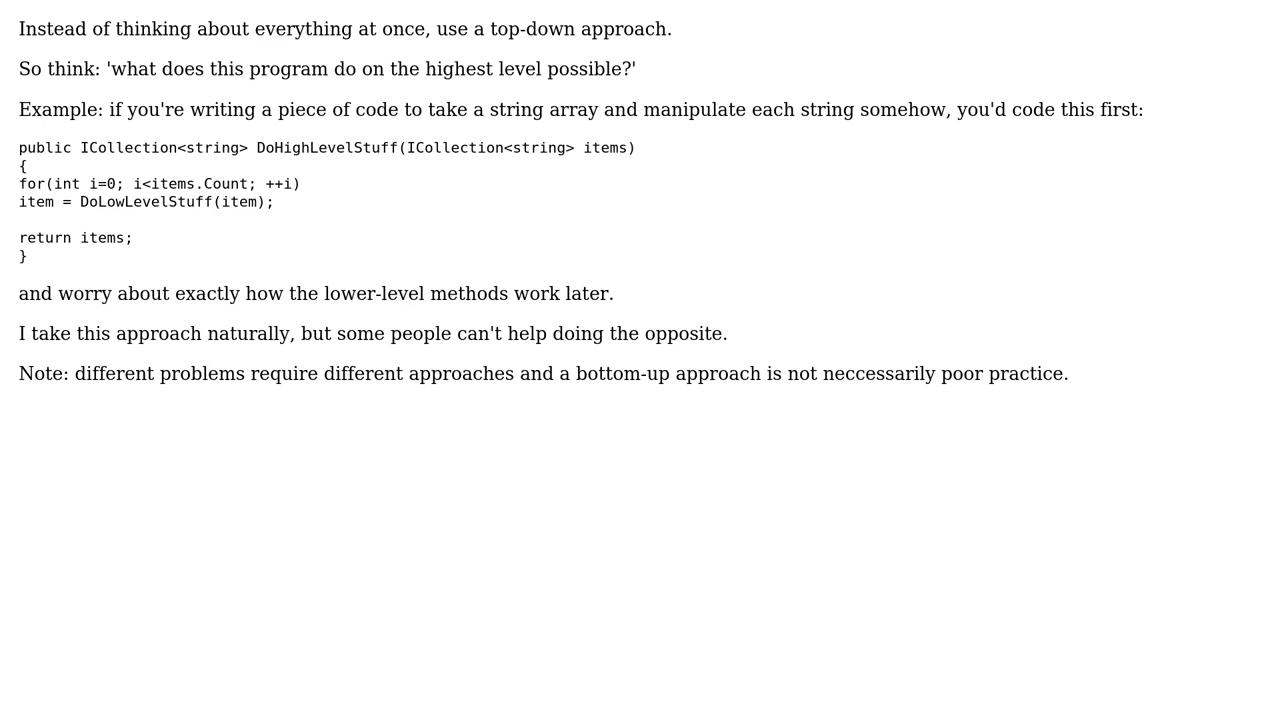 Instead of thinking about everything at once, use a top-down approach.
So think: 'what does this program do on the highest level possible?'
Example: if you're writing a piece of code to take a string array and manipulate each string somehow, you'd code this first:
public ICollection<string> DoHighLevelStuff(ICollection<string> items)
{
for(int i=0; i<items.Count; ++i)
item = DoLowLevelStuff(item);
return items;
}
and worry about exactly how the lower-level methods work later.
I take this approach naturally, but some people can't help doing the opposite.
Note: different problems require different approaches and a bottom-up approach is not neccessarily poor practice.